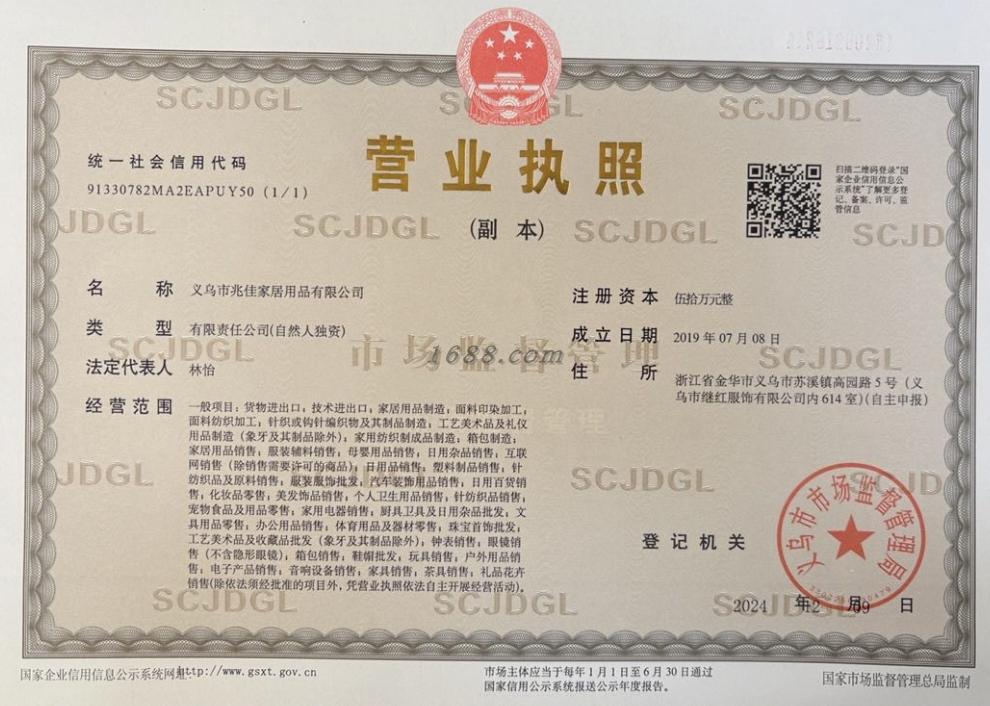 统一社会信用代码
91330782MA2EAPUY50 (1/1)
营业执照
(副 本)
扫描二维码登录“国
家企业信用信息公
示系统”了解更多登
记、备案、许可、监
管信息
SCJDGL
SCJDGL
JDGL
SCJDGL
SCJDGL
SCJD
名 称 义乌市兆佳家居用品有限公司
类 型 有限责任公司(自然人独资)
法定代表人 林怡
经营范围 一般项目：货物进出口；技术进出口；家居用品制造；面料印染加工；
面料纺织加工；针织或钩针编织物及其制品制造；工艺美术品及礼仪
用品制造（象牙及其制品除外）；家用纺织制成品制造；箱包制造；
家居用品销售；服装辅料销售；母婴用品销售；日用杂品销售；互联
网销售（除销售需要许可的商品）；日用品销售；塑料制品销售；针
纺织品及原料销售；服装服饰批发；汽车装饰用品销售；日用百货销
售；化妆品零售；美发饰品销售；个人卫生用品销售；针纺织品销售；
宠物食品及用品零售；家用电器销售；厨具卫具及日用杂品批发；文
具用品零售；办公用品销售；体育用品及器材零售；珠宝首饰批发；
工艺美术品及收藏品批发（象牙及其制品除外）；钟表销售；眼镜销
售（不含隐形眼镜）；箱包销售；鞋帽批发；玩具销售；户外用品销
售；电子产品销售；音响设备销售；家具销售；茶具销售；礼品花卉
销售(除依法须经批准的项目外，凭营业执照依法自主开展经营活动)。
注册资本 伍拾万元整
成立日期 2019 年 07 月 08 日
住 所 浙江省金华市义乌市苏溪镇高园路 5 号（义
乌市继红服饰有限公司内 614 室）(自主申报)
市场监督管理
1688.com
SCJDGL
SCJDGL
JDGL
SCJDGL
SCJDGL
SCJDGL
SCJDGL
登记机关
义乌市市场监督管理局
2024 年12 月09 日
国家企业信用信息公示系统网址：http://www.gsxt.gov.cn
市场主体应当于每年 1 月 1 日至 6 月 30 日通过
国家信用公示系统报送公示年度报告。
国家市场监督管理总局监制